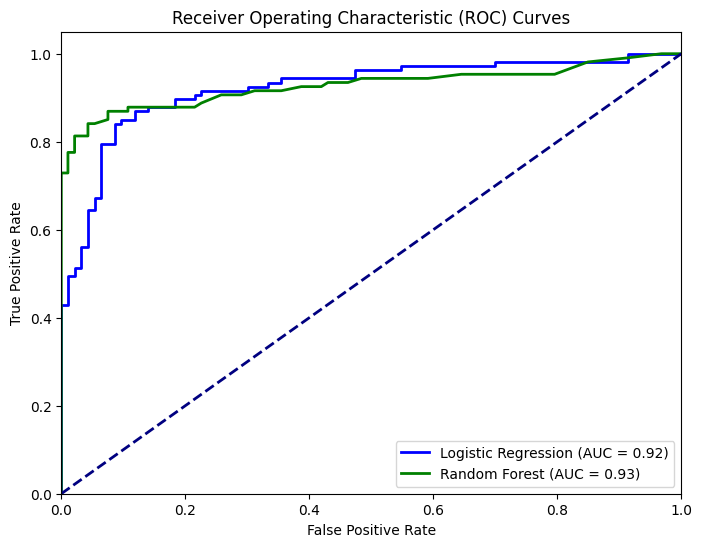 Receiver Operating Characteristic (ROC) Curves
True Positive Rate
1.0
0.8
0.6
0.4
0.2
0.0
0.0 0.2 0.4 0.6 0.8 1.0
False Positive Rate
Logistic Regression (AUC = 0.92)
Random Forest (AUC = 0.93)